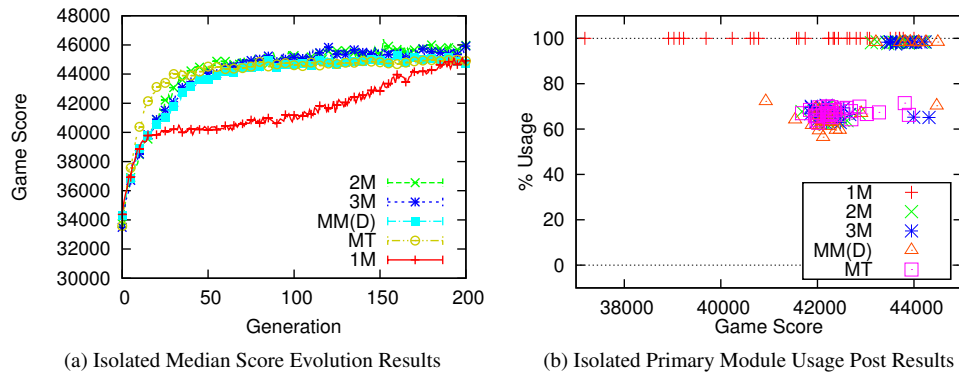 48000
46000
44000
42000
40000
38000
36000
34000
32000
30000
Game Score
0
50
100
150
200
Generation
2M
3M
MM(D)
MT
1M
(a) Isolated Median Score Evolution Results
100
80
60
40
20
0
% Usage
38000
40000
42000
44000
Game Score
1M
2M
3M
MM(D)
MT
(b) Isolated Primary Module Usage Post Results